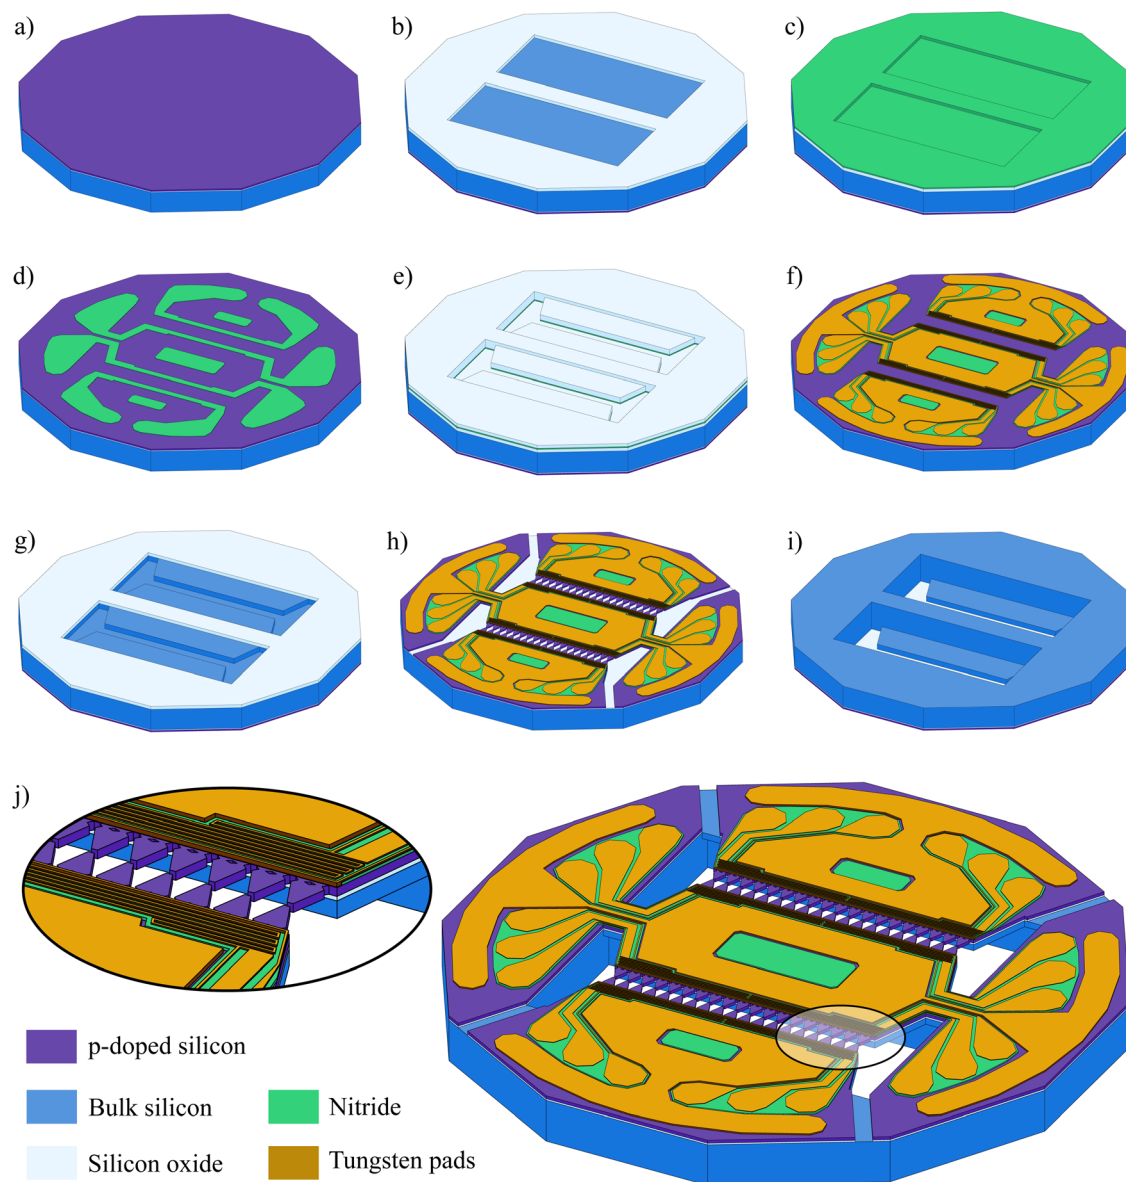 a)
b)
c)
d)
e)
f)
g)
h)
i)
j)
p-doped silicon
Bulk silicon
Nitride
Silicon oxide
Tungsten pads